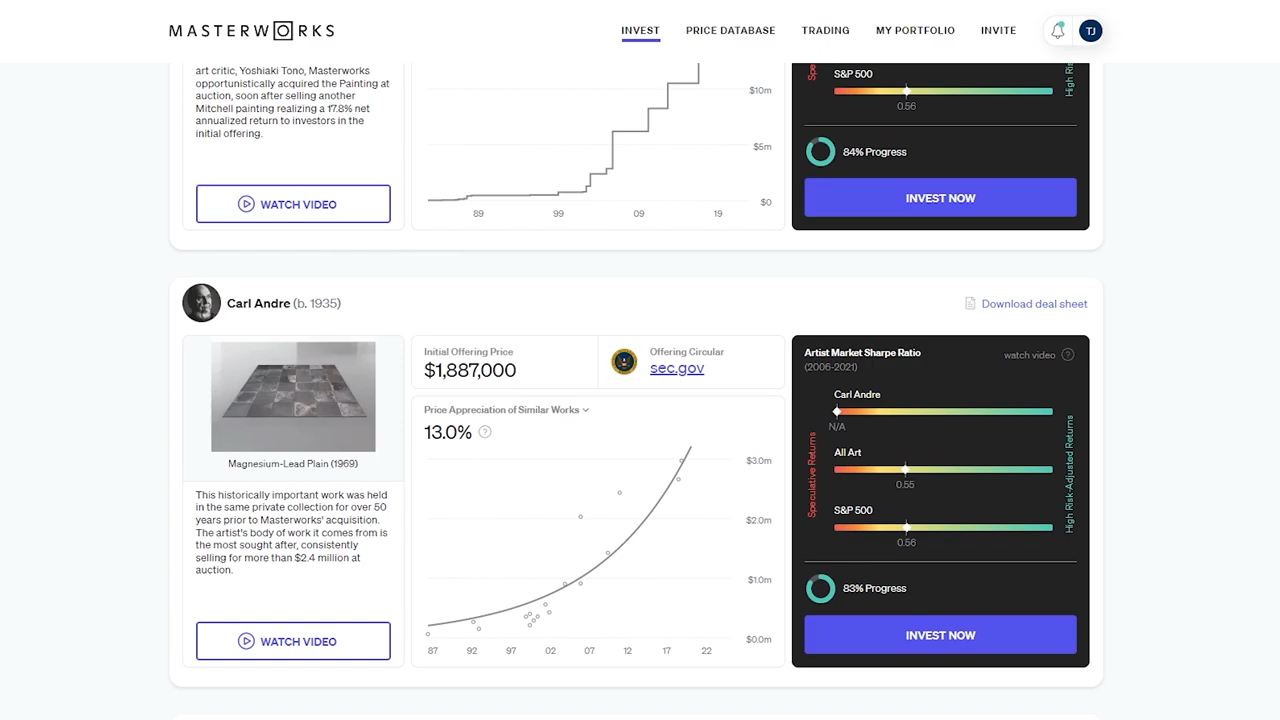 MASTERWORKS
INVEST
PRICE DATABASE
TRADING
MY PORTFOLIO
INVITE
TJ
art critic, Yoshiaki Tono, Masterworks
opportunistically acquired the Painting at
auction, soon after selling another
Mitchell painting realizing a 17.8% net
annualized return to investors in the
initial offering.
WATCH VIDEO
$10m
$5m
$0
89 99 09 19
Spe
S&P 500
0.56
High Ris
84% Progress
INVEST NOW
Carl Andre (b. 1935)
Download deal sheet
Magnesium-Lead Plain (1969)
This historically important work was held
in the same private collection for over 50
years prior to Masterworks' acquisition.
The artist's body of work it comes from is
the most sought after, consistently
selling for more than $2.4 million at
auction.
WATCH VIDEO
Initial Offering Price
$1,887,000
Offering Circular
sec.gov
Price Appreciation of Similar Works
13.0% ?
$3.0m
$2.0m
$1.0m
$0.0m
87 92 97 02 07 12 17 22
Artist Market Sharpe Ratio
(2006-2021)
watch video ?
Carl Andre
N/A
All Art
0.55
S&P 500
0.56
Speculative Returns
High Risk-Adjusted Returns
83% Progress
INVEST NOW